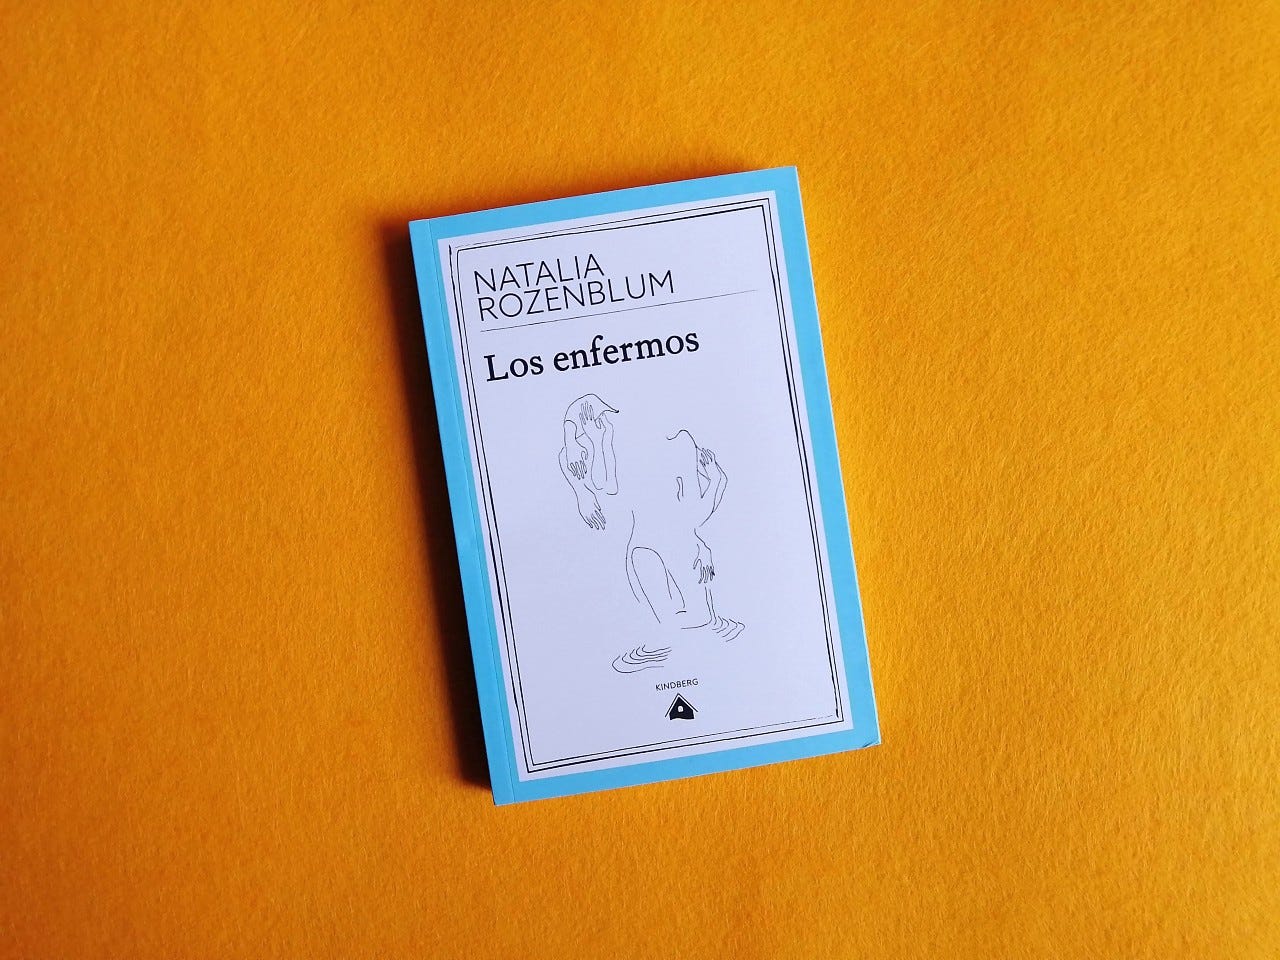 NATALIA
ROZENBLUM
Los enfermos
KINDBERG